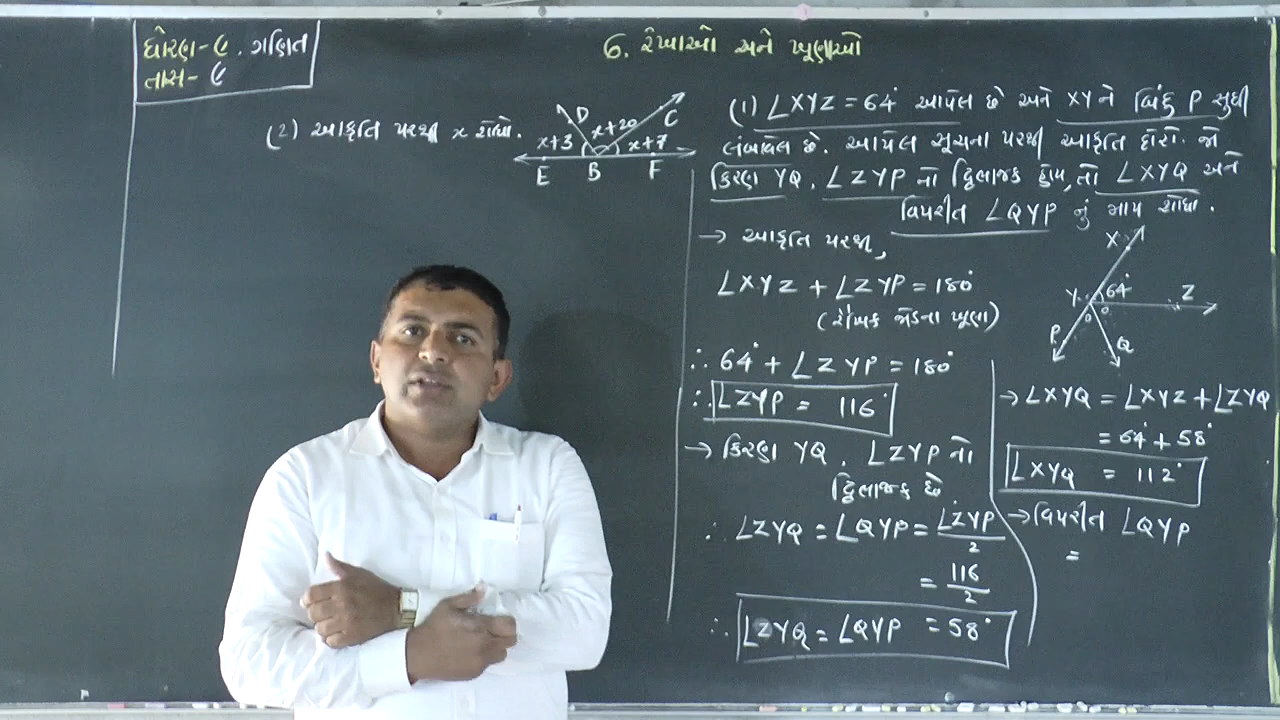 ધોરણ-૯. ગણિત
તાસ- ૯
6. રેખાઓ અને ખૂણાઓ
(2) આકૃતિ પરથી x શોધો.
D
C
x+3
x+20
x+7
E
B
F
(1) ∠XYZ = 64° આપેલ છે અને XY ને બિંદુ P સુધી
લંબાવેલ છે. આપેલ સૂચના પરથી આકૃતિ દોરો. જો
કિરણ YQ, ∠ZYP નો દ્વિભાજક હોય, તો ∠XYQ અને
વિપરીત ∠QYP નું માપ શોધો.
→ આકૃતિ પરથી,
∠XYZ + ∠ZYP = 180°
(રૈખિક જોડના ખૂણા)
∴ 64° + ∠ZYP = 180°
∴ ∠ZYP = 116°
→ કિરણ YQ, ∠ZYP નો
દ્વિભાજક છે.
∴ ∠ZYQ = ∠QYP = ∠ZYP/2
= 116/2
∴ ∠ZYQ = ∠QYP = 58°
X
Y
64°
Z
P
Q
→ ∠XYQ = ∠XYZ + ∠ZYQ
= 64° + 58°
∠XYQ = 112°
→ વિપરીત ∠QYP
=